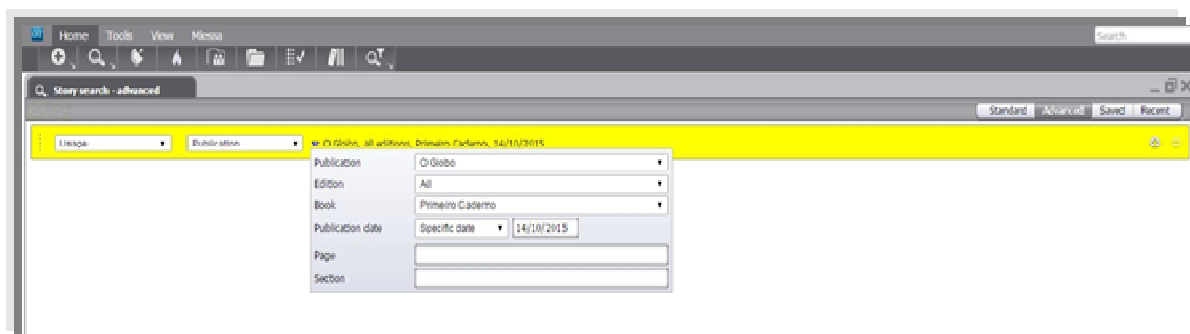 Home Tools View Miessa
Search
Story search - advanced
Standard Advanced Saved Recent
Usage Publication O Globo, all editions, Primeiro Caderno, 14/10/2015
Publication O Globo
Edition All
Book Primeiro Caderno
Publication date Specific date 14/10/2015
Page
Section